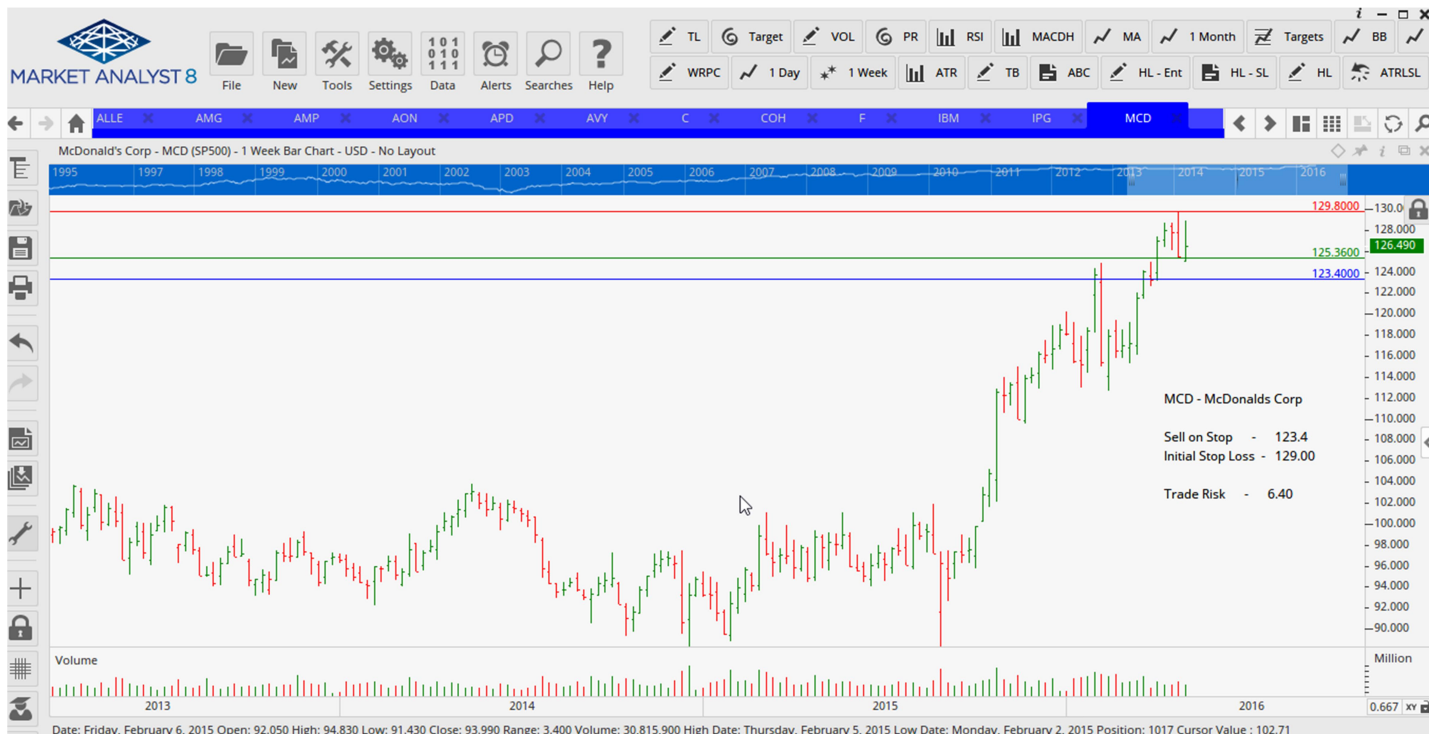 i
TL Target VOL PR RSI MACDH MA 1 Month Targets BB
MARKET ANALYST 8
File New Tools Settings Data Alerts Searches Help
WRPC 1 Day 1 Week ATR TB ABC HL - Ent HL - SL HL ATRLSL
ALLE AMG AMP AON APD AVY C COH F IBM IPG MCD
McDonald's Corp - MCD (SP500) - 1 Week Bar Chart - USD - No Layout
1995 1997 1998 1999 2000 2001 2002 2003 2004 2005 2006 2007 2008 2009 2010 2011 2012 2013 2014 2015 2016
129.8000
130.0
128.000
126.490
125.3600
124.000
123.4000
122.000
120.000
118.000
116.000
114.000
112.000
110.000
108.000
106.000
104.000
102.000
100.000
98.000
96.000
94.000
92.000
90.000
MCD - McDonalds Corp
Sell on Stop - 123.4
Initial Stop Loss - 129.00
Trade Risk - 6.40
Volume
Million
2013 2014 2015 2016
0.667 XY
Date: Friday, February 6, 2015 Open: 92.050 High: 94.830 Low: 91.430 Close: 93.990 Range: 3.400 Volume: 30,815,900 High Date: Thursday, February 5, 2015 Low Date: Monday, February 2, 2015 Position: 1017 Cursor Value : 102.71